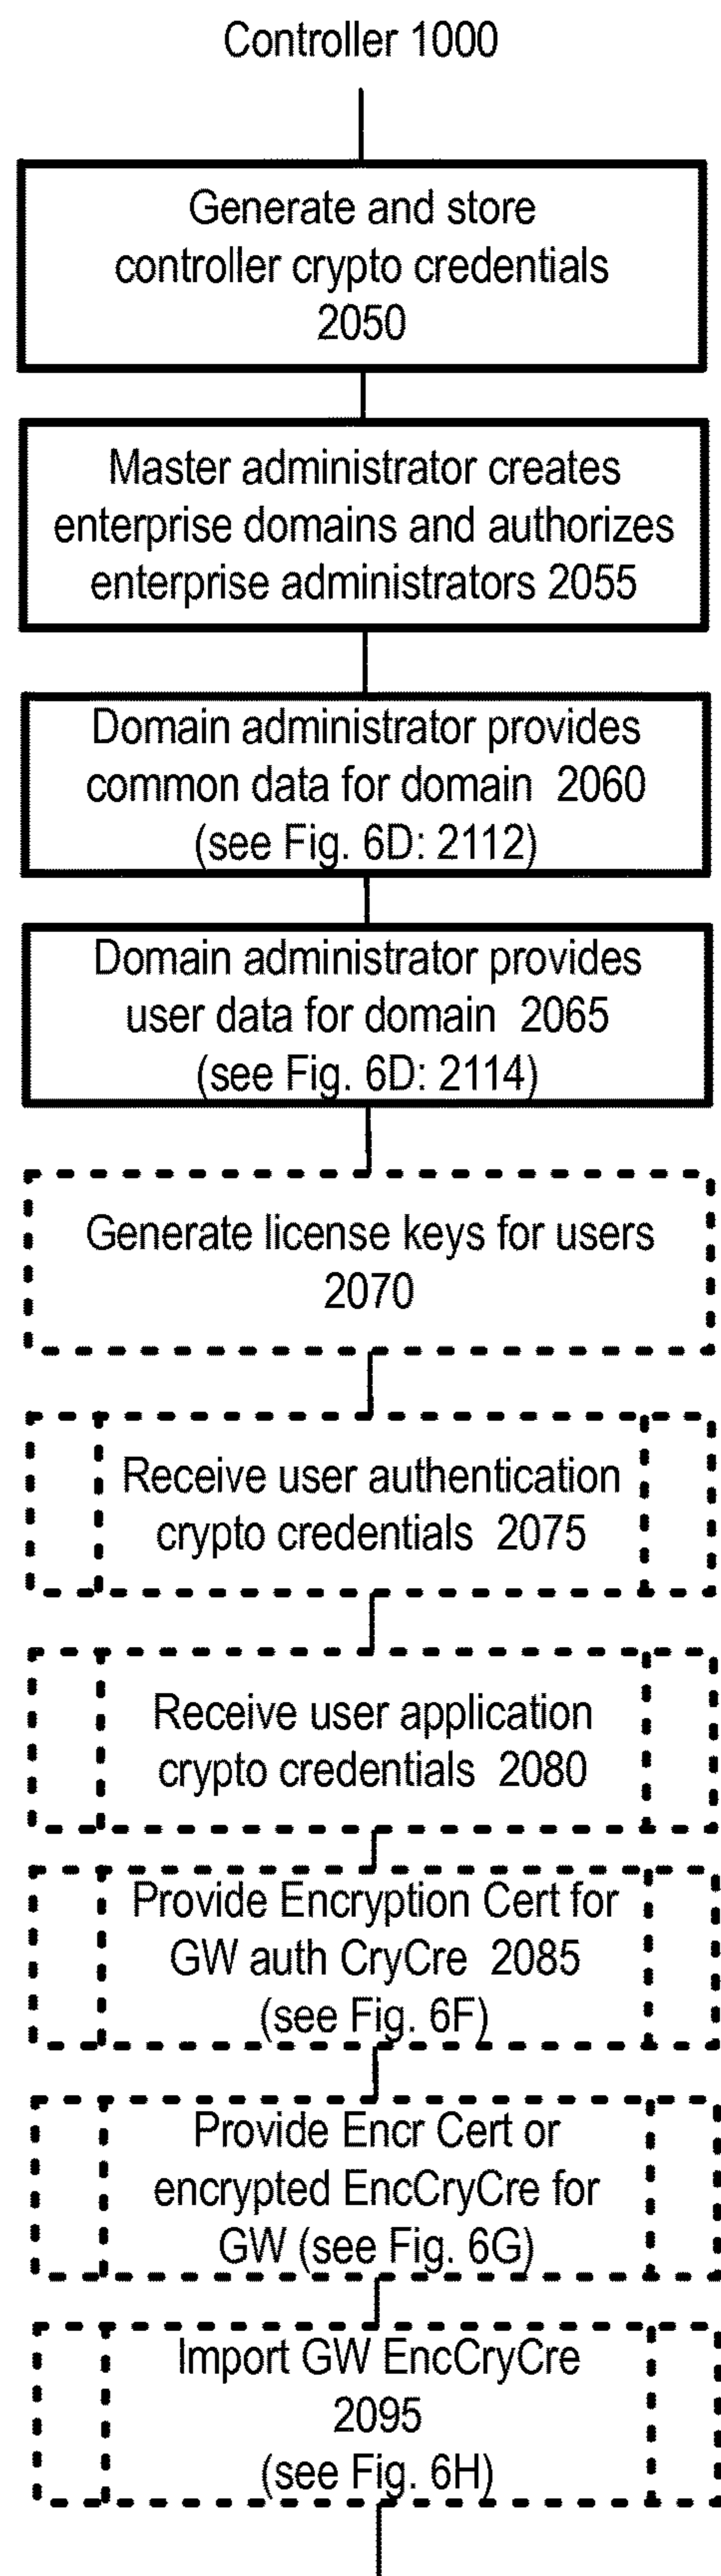 Controller 1000
Generate and store
controller crypto credentials
2050
Master administrator creates
enterprise domains and authorizes
enterprise administrators 2055
Domain administrator provides
common data for domain 2060
(see Fig. 6D: 2112)
Domain administrator provides
user data for domain 2065
(see Fig. 6D: 2114)
Generate license keys for users
2070
Receive user authentication
crypto credentials 2075
Receive user application
crypto credentials 2080
Provide Encryption Cert for
GW auth CryCre 2085
(see Fig. 6F)
Provide Encr Cert or
encrypted EncCryCre for
GW (see Fig. 6G)
Import GW EncCryCre
2095
(see Fig. 6H)